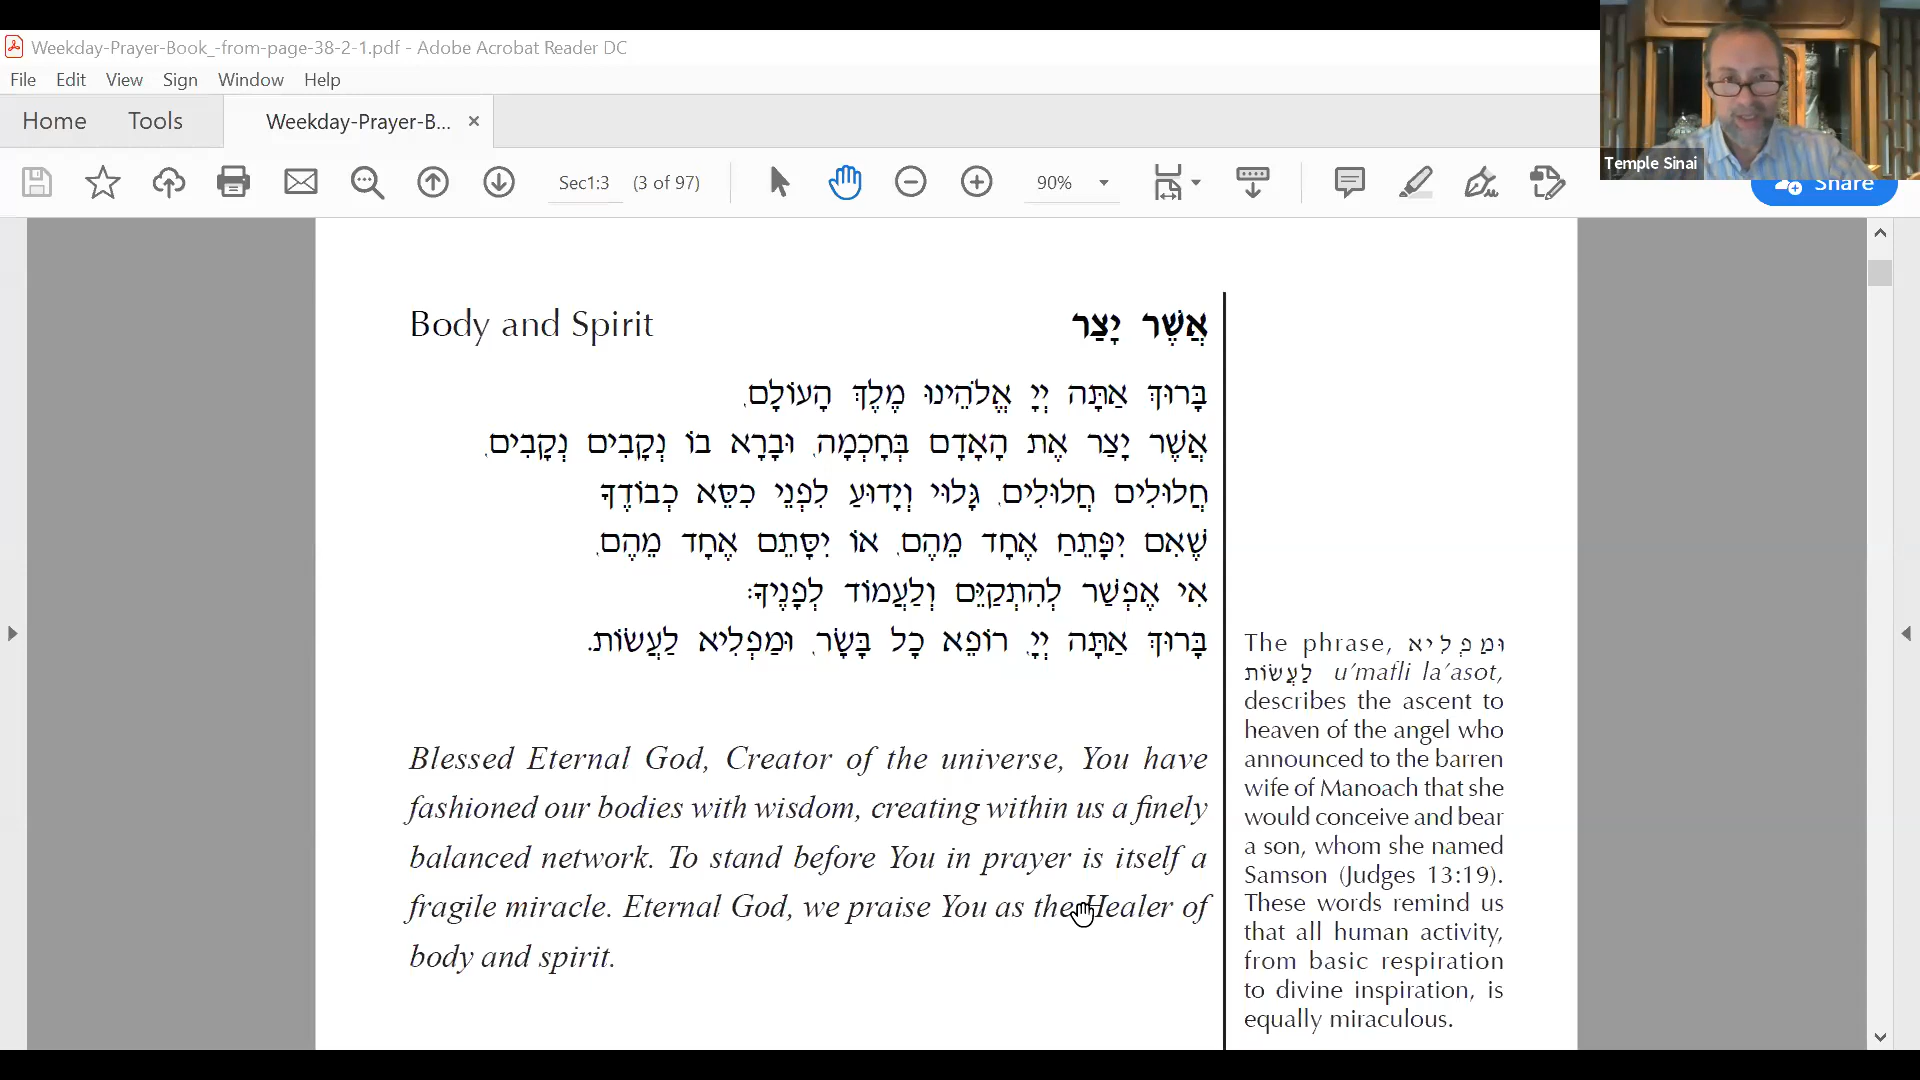 Weekday-Prayer-Book_-from-page-38-2-1.pdf - Adobe Acrobat Reader DC
File Edit View Sign Window Help
Home Tools Weekday-Prayer-B... ×
Sec1:3 (3 of 97) 90% Share
Temple Sinai
Body and Spirit אֲשֶׁר יָצַר
בָּרוּךְ אַתָּה יְיָ אֱלֹהֵינוּ מֶלֶךְ הָעוֹלָם,
אֲשֶׁר יָצַר אֶת הָאָדָם בְּחָכְמָה, וּבָרָא בוֹ נְקָבִים נְקָבִים,
חֲלוּלִים חֲלוּלִים, גָּלוּי וְיָדוּעַ לִפְנֵי כִסֵּא כְבוֹדֶךָ
שֶׁאִם יִפָּתֵחַ אֶחָד מֵהֶם, אוֹ יִסָּתֵם אֶחָד מֵהֶם,
אִי אֶפְשַׁר לְהִתְקַיֵּם וְלַעֲמוֹד לְפָנֶיךָ:
בָּרוּךְ אַתָּה יְיָ, רוֹפֵא כָל בָּשָׂר, וּמַפְלִיא לַעֲשׂוֹת.
Blessed Eternal God, Creator of the universe, You have
fashioned our bodies with wisdom, creating within us a finely
balanced network. To stand before You in prayer is itself a
fragile miracle. Eternal God, we praise You as the Healer of
body and spirit.
The phrase, וּמַפְלִיא
לַעֲשׂוֹת u'mafli la'asot,
describes the ascent to
heaven of the angel who
announced to the barren
wife of Manoach that she
would conceive and bear
a son, whom she named
Samson (Judges 13:19).
These words remind us
that all human activity,
from basic respiration
to divine inspiration, is
equally miraculous.